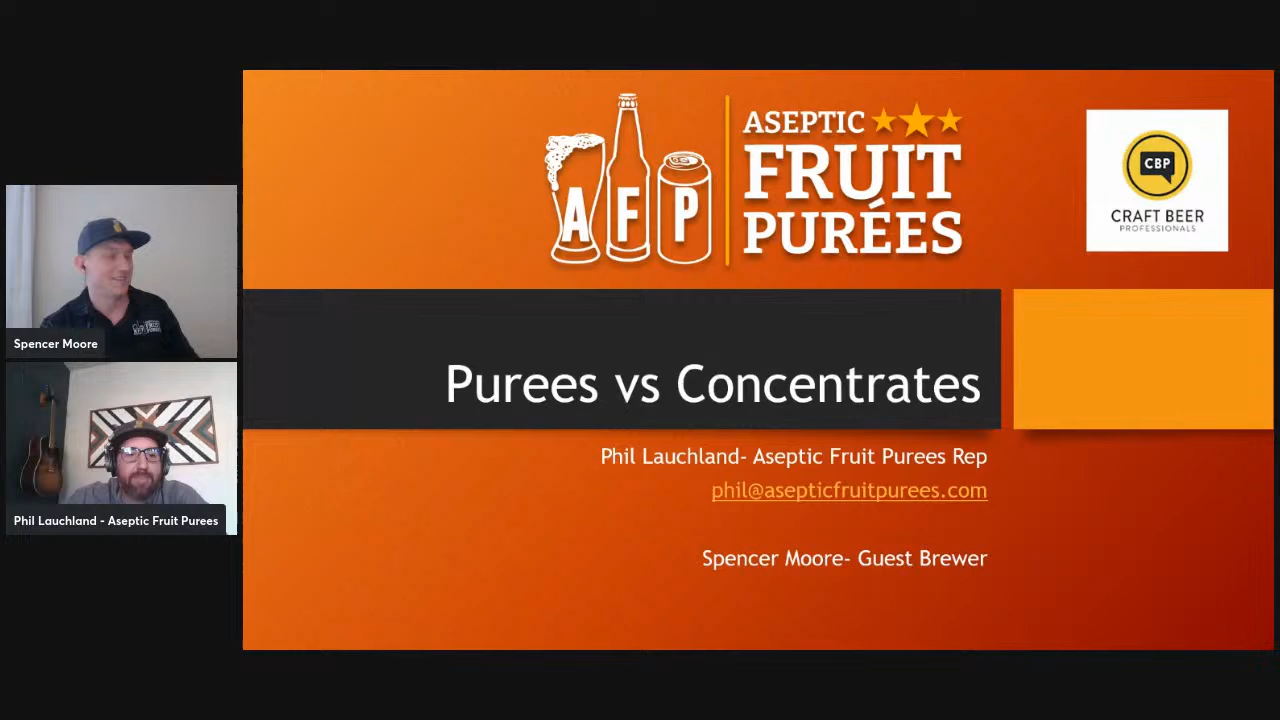 ASEPTIC
FRUIT
PURÉES
AFP
CBP
CRAFT BEER
PROFESSIONALS
Purees vs Concentrates
Phil Lauchland- Aseptic Fruit Purees Rep
phil@asepticfruitpurees.com
Spencer Moore- Guest Brewer
Spencer Moore
Phil Lauchland - Aseptic Fruit Purees